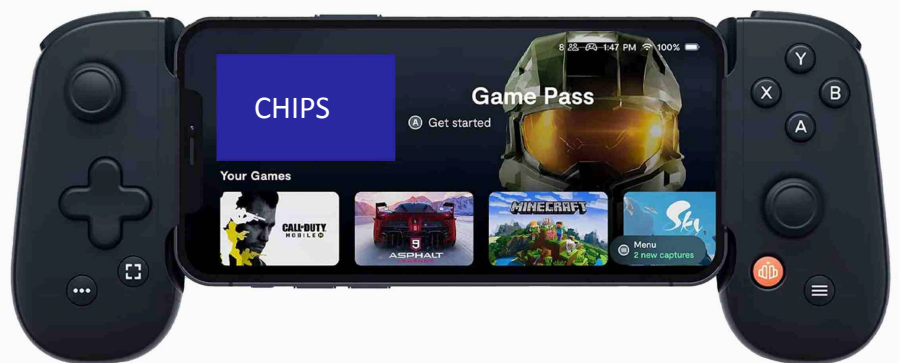 8 1:47 PM 100%
CHIPS
Game Pass
A Get started
Your Games
CALL·DUTY
MOBILE
9
ASPHALT
MINECRAFT
Sky
Menu
2 new captures
Y
X
B
A